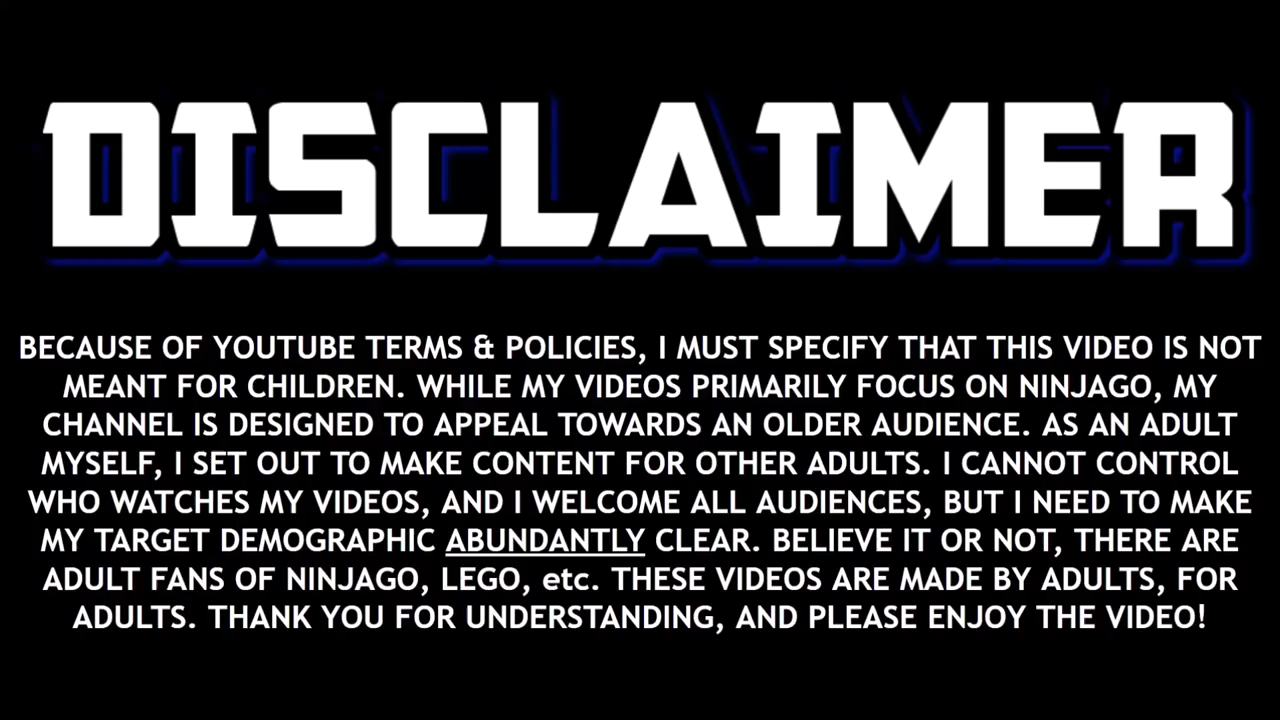 DISCLAIMER
BECAUSE OF YOUTUBE TERMS & POLICIES, I MUST SPECIFY THAT THIS VIDEO IS NOT
MEANT FOR CHILDREN. WHILE MY VIDEOS PRIMARILY FOCUS ON NINJAGO, MY
CHANNEL IS DESIGNED TO APPEAL TOWARDS AN OLDER AUDIENCE. AS AN ADULT
MYSELF, I SET OUT TO MAKE CONTENT FOR OTHER ADULTS. I CANNOT CONTROL
WHO WATCHES MY VIDEOS, AND I WELCOME ALL AUDIENCES, BUT I NEED TO MAKE
MY TARGET DEMOGRAPHIC ABUNDANTLY CLEAR. BELIEVE IT OR NOT, THERE ARE
ADULT FANS OF NINJAGO, LEGO, etc. THESE VIDEOS ARE MADE BY ADULTS, FOR
ADULTS. THANK YOU FOR UNDERSTANDING, AND PLEASE ENJOY THE VIDEO!